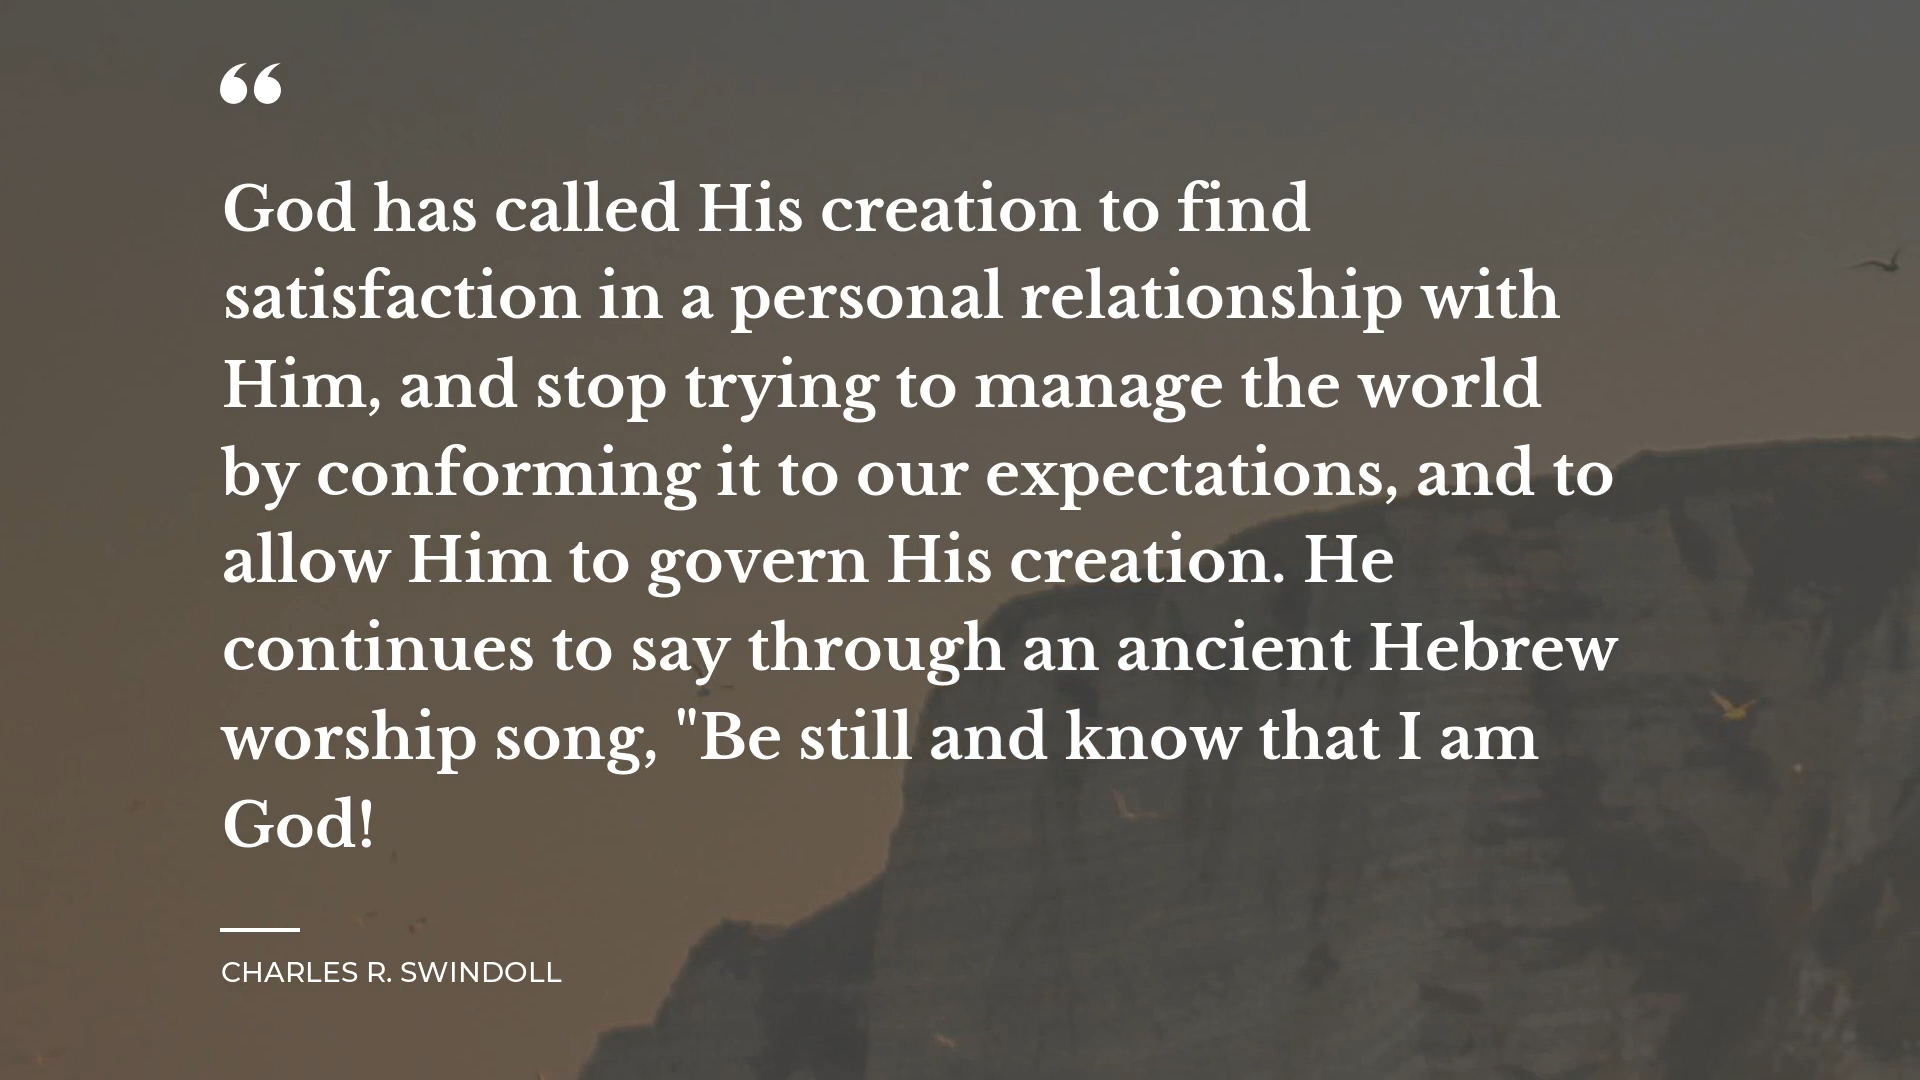 “
God has called His creation to find
satisfaction in a personal relationship with
Him, and stop trying to manage the world
by conforming it to our expectations, and to
allow Him to govern His creation. He
continues to say through an ancient Hebrew
worship song, "Be still and know that I am
God!
CHARLES R. SWINDOLL